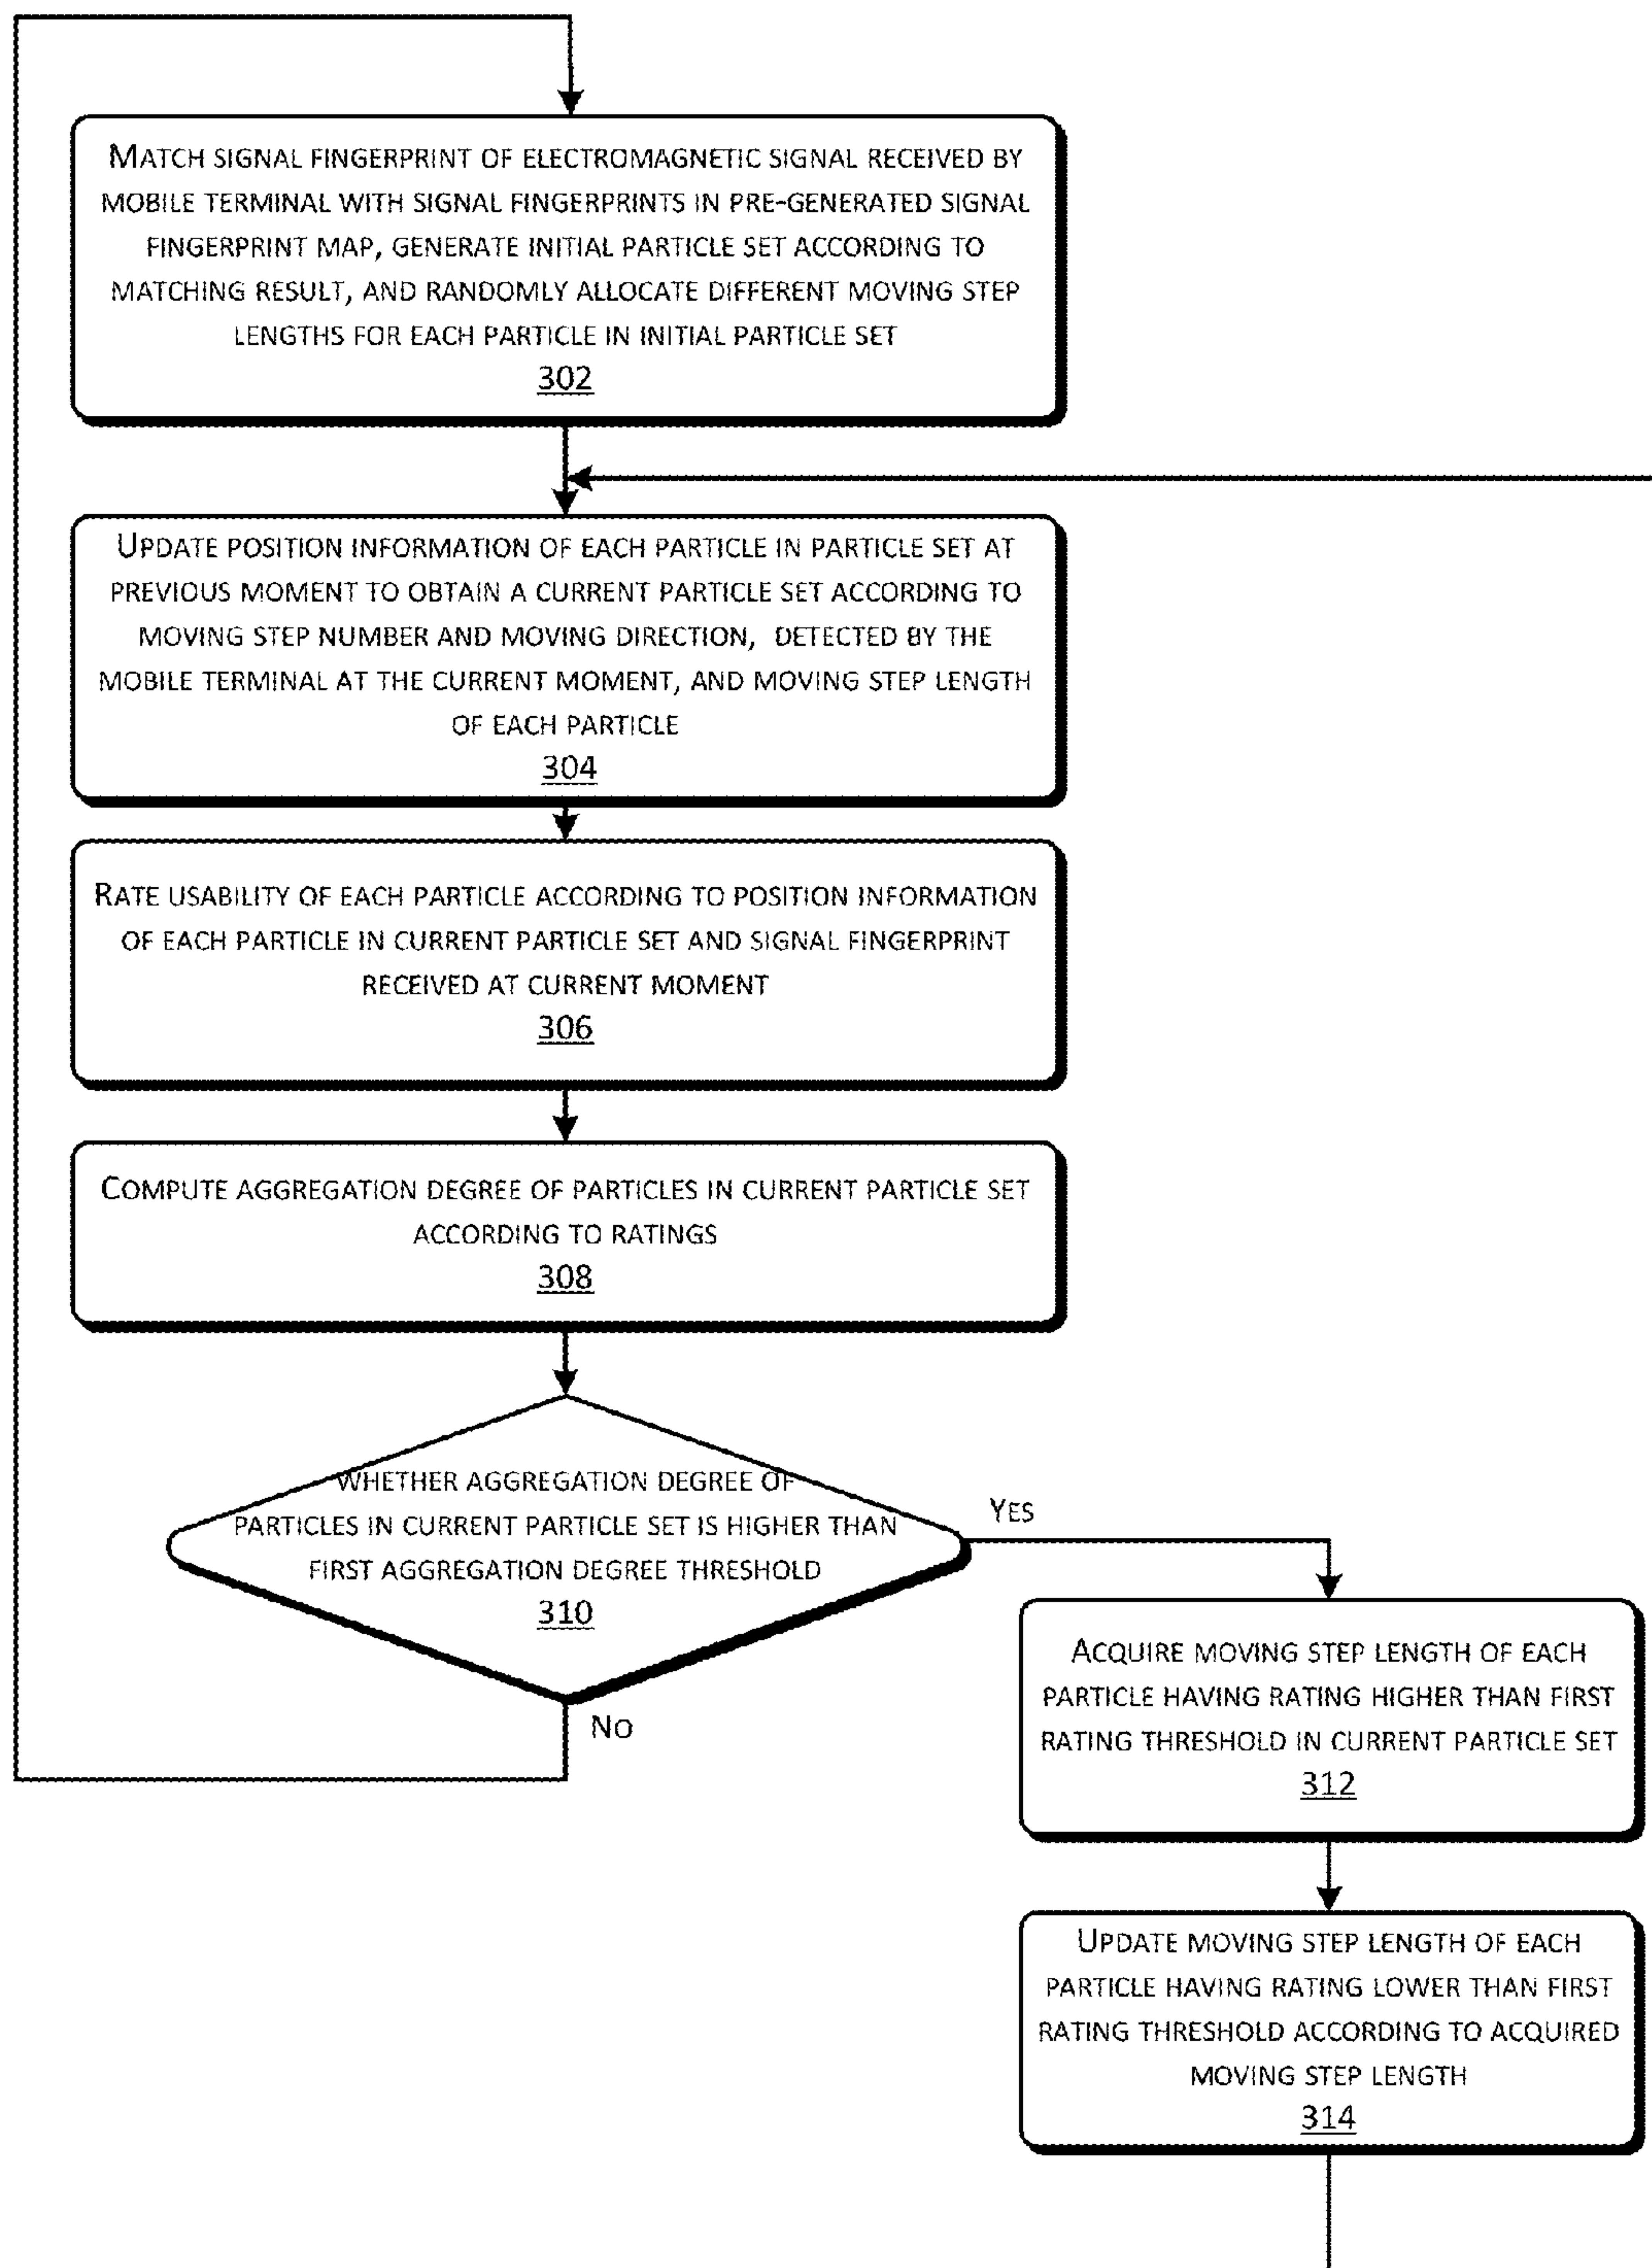 MATCH SIGNAL FINGERPRINT OF ELECTROMAGNETIC SIGNAL RECEIVED BY
MOBILE TERMINAL WITH SIGNAL FINGERPRINTS IN PRE-GENERATED SIGNAL
FINGERPRINT MAP, GENERATE INITIAL PARTICLE SET ACCORDING TO
MATCHING RESULT, AND RANDOMLY ALLOCATE DIFFERENT MOVING STEP
LENGTHS FOR EACH PARTICLE IN INITIAL PARTICLE SET
302
UPDATE POSITION INFORMATION OF EACH PARTICLE IN PARTICLE SET AT
PREVIOUS MOMENT TO OBTAIN A CURRENT PARTICLE SET ACCORDING TO
MOVING STEP NUMBER AND MOVING DIRECTION, DETECTED BY THE
MOBILE TERMINAL AT THE CURRENT MOMENT, AND MOVING STEP LENGTH
OF EACH PARTICLE
304
RATE USABILITY OF EACH PARTICLE ACCORDING TO POSITION INFORMATION
OF EACH PARTICLE IN CURRENT PARTICLE SET AND SIGNAL FINGERPRINT
RECEIVED AT CURRENT MOMENT
306
COMPUTE AGGREGATION DEGREE OF PARTICLES IN CURRENT PARTICLE SET
ACCORDING TO RATINGS
308
WHETHER AGGREGATION DEGREE OF
PARTICLES IN CURRENT PARTICLE SET IS HIGHER THAN
FIRST AGGREGATION DEGREE THRESHOLD
310
YES
NO
ACQUIRE MOVING STEP LENGTH OF EACH
PARTICLE HAVING RATING HIGHER THAN FIRST
RATING THRESHOLD IN CURRENT PARTICLE SET
312
UPDATE MOVING STEP LENGTH OF EACH
PARTICLE HAVING RATING LOWER THAN FIRST
RATING THRESHOLD ACCORDING TO ACQUIRED
MOVING STEP LENGTH
314